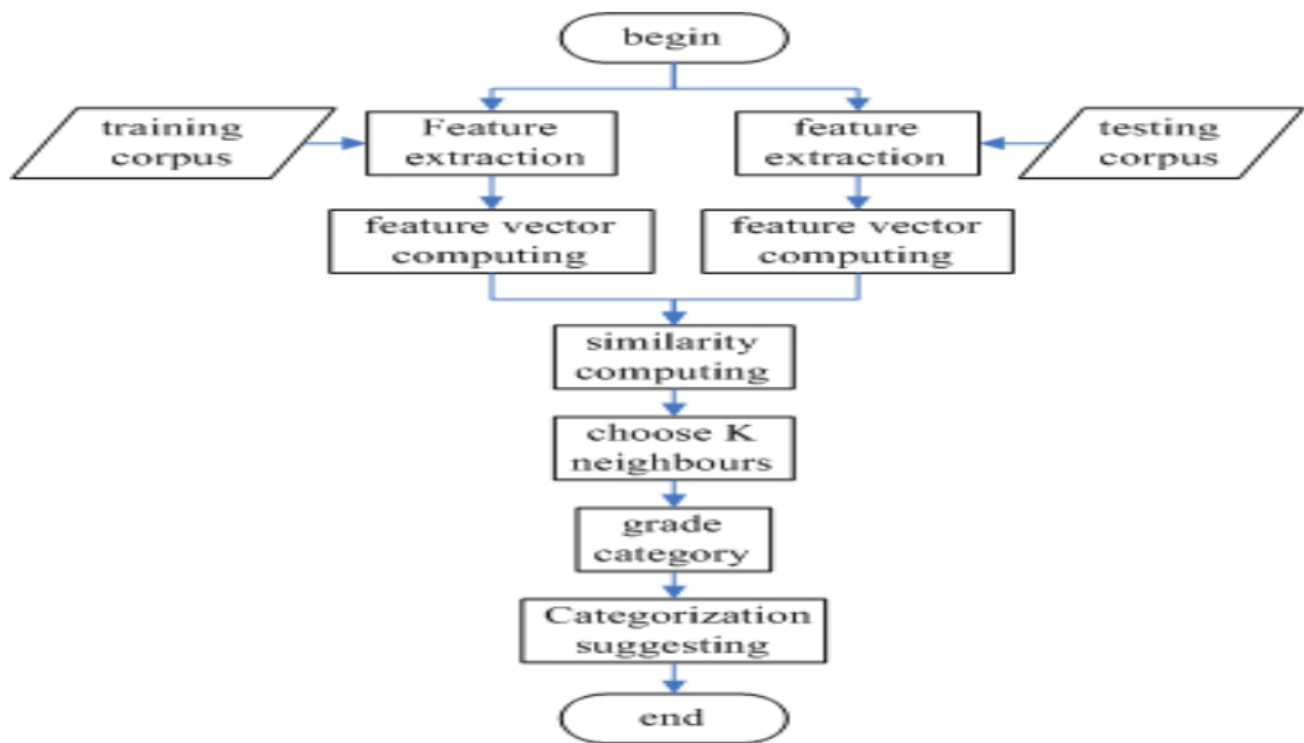 begin
training
corpus
Feature
extraction
feature
extraction
testing
corpus
feature vector
computing
feature vector
computing
similarity
computing
choose K
neighbours
grade
category
Categorization
suggesting
end